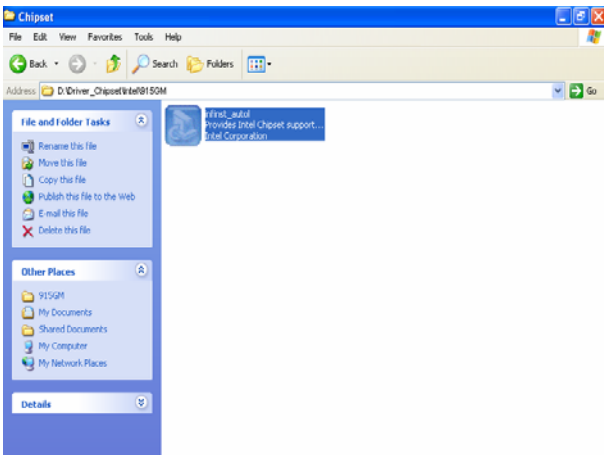 Chipset
File Edit View Favorites Tools Help
Back Search Folders
Address D:\Driver_Chipset\Intel\915GM Go
File and Folder Tasks
Rename this file
Move this file
Copy this file
Publish this file to the Web
E-mail this file
Delete this file
Other Places
915GM
My Documents
Shared Documents
My Computer
My Network Places
Details
infinst_autol
Provides Intel Chipset support...
Intel Corporation